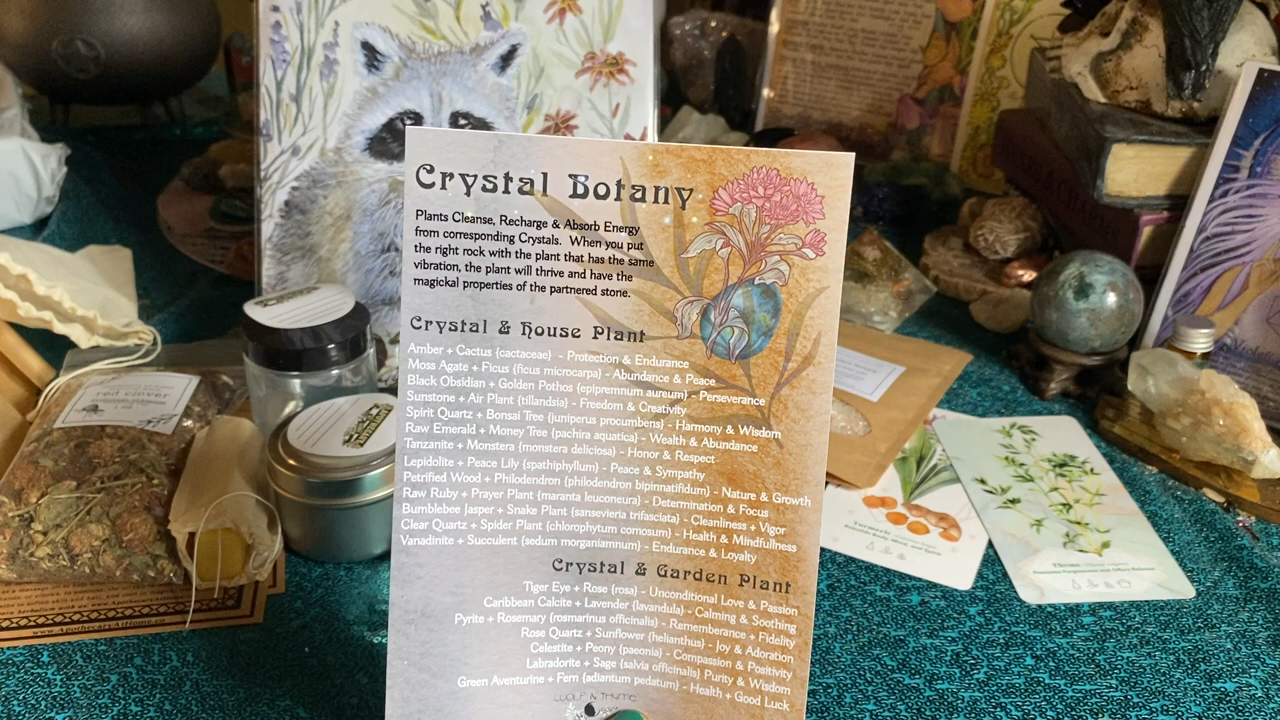 Crystal Botany
Plants Cleanse, Recharge & Absorb Energy
from corresponding Crystals. When you put
the right rock with the plant that has the same
vibration, the plant will thrive and have the
magickal properties of the partnered stone.
Crystal & House Plant
Amber + Cactus {cactaceae} - Protection & Endurance
Moss Agate + Ficus {ficus microcarpa} - Abundance & Peace
Black Obsidian + Golden Pothos {epipremnum aureum} - Perseverance
Sunstone + Air Plant {tillandsia} - Freedom & Creativity
Spirit Quartz + Bonsai Tree {juniperus procumbens} - Harmony & Wisdom
Raw Emerald + Money Tree {pachira aquatica} - Wealth & Abundance
Tanzanite + Monstera {monstera deliciosa} - Honor & Respect
Lepidolite + Peace Lily {spathiphyllum} - Peace & Sympathy
Petrified Wood + Philodendron {philodendron bipinnatifidum} - Nature & Growth
Raw Ruby + Prayer Plant {maranta leuconeura} - Determination & Focus
Bumblebee Jasper + Snake Plant {sansevieria trifasciata} - Cleanliness + Vigor
Clear Quartz + Spider Plant {chlorophytum comosum} - Health & Mindfullness
Vanadinite + Succulent {sedum morganiamnum} - Endurance & Loyalty
Crystal & Garden Plant
Tiger Eye + Rose {rosa} - Unconditional Love & Passion
Caribbean Calcite + Lavender {lavandula} - Calming & Soothing
Pyrite + Rosemary {rosmarinus officinalis} - Rememberance + Fidelity
Rose Quartz + Sunflower {helianthus} - Joy & Adoration
Celestite + Peony {paeonia} - Compassion & Positivity
Labradorite + Sage {salvia officinalis} Purity & Wisdom
Green Aventurine + Fern {adiantum pedatum} - Health + Good Luck
WOLF & THYME
red clover
www.ApothecaryAtHome.co
Turmeric
Thyme